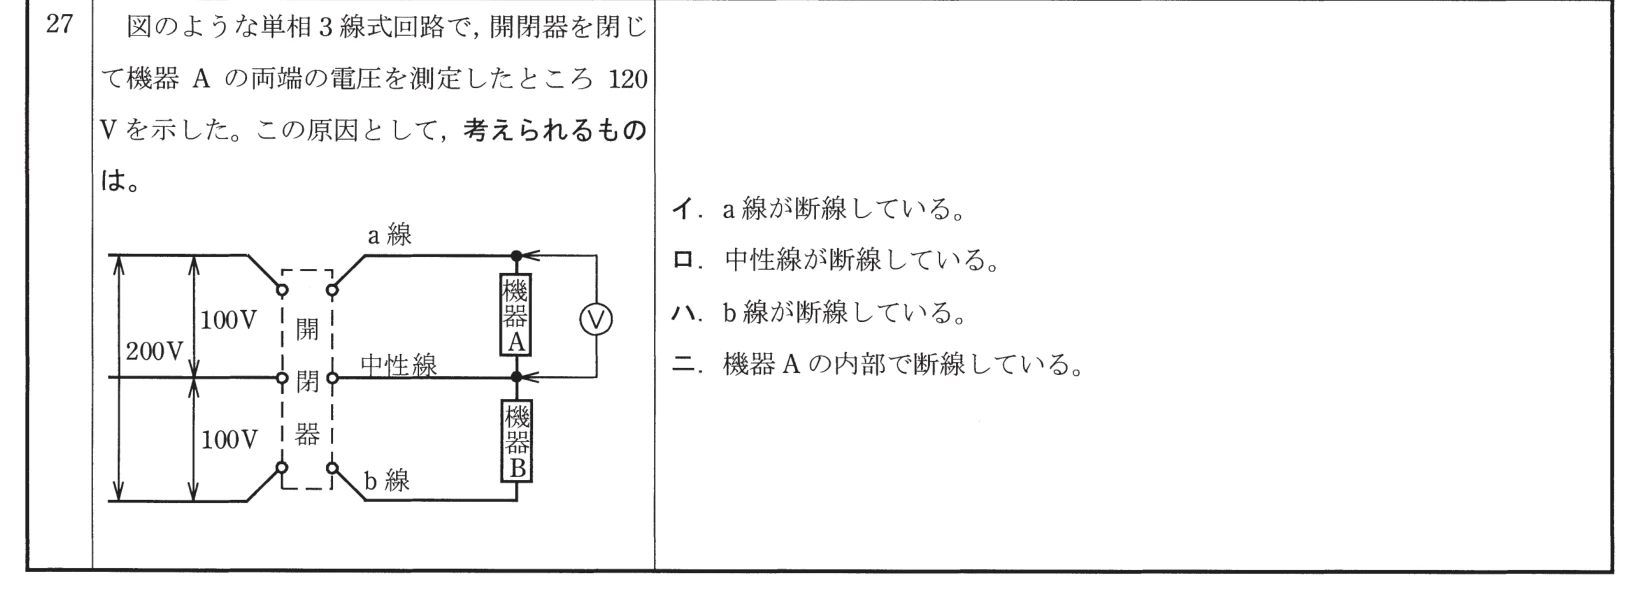 27
図のような単相3線式回路で,開閉器を閉じ
て機器 A の両端の電圧を測定したところ 120
V を示した。この原因として,考えられるもの
は。
a 線
100V
200V
100V
開
閉
器
中性線
b 線
機
器
A
V
機
器
B
イ. a 線が断線している。
ロ. 中性線が断線している。
ハ. b 線が断線している。
ニ. 機器 A の内部で断線している。